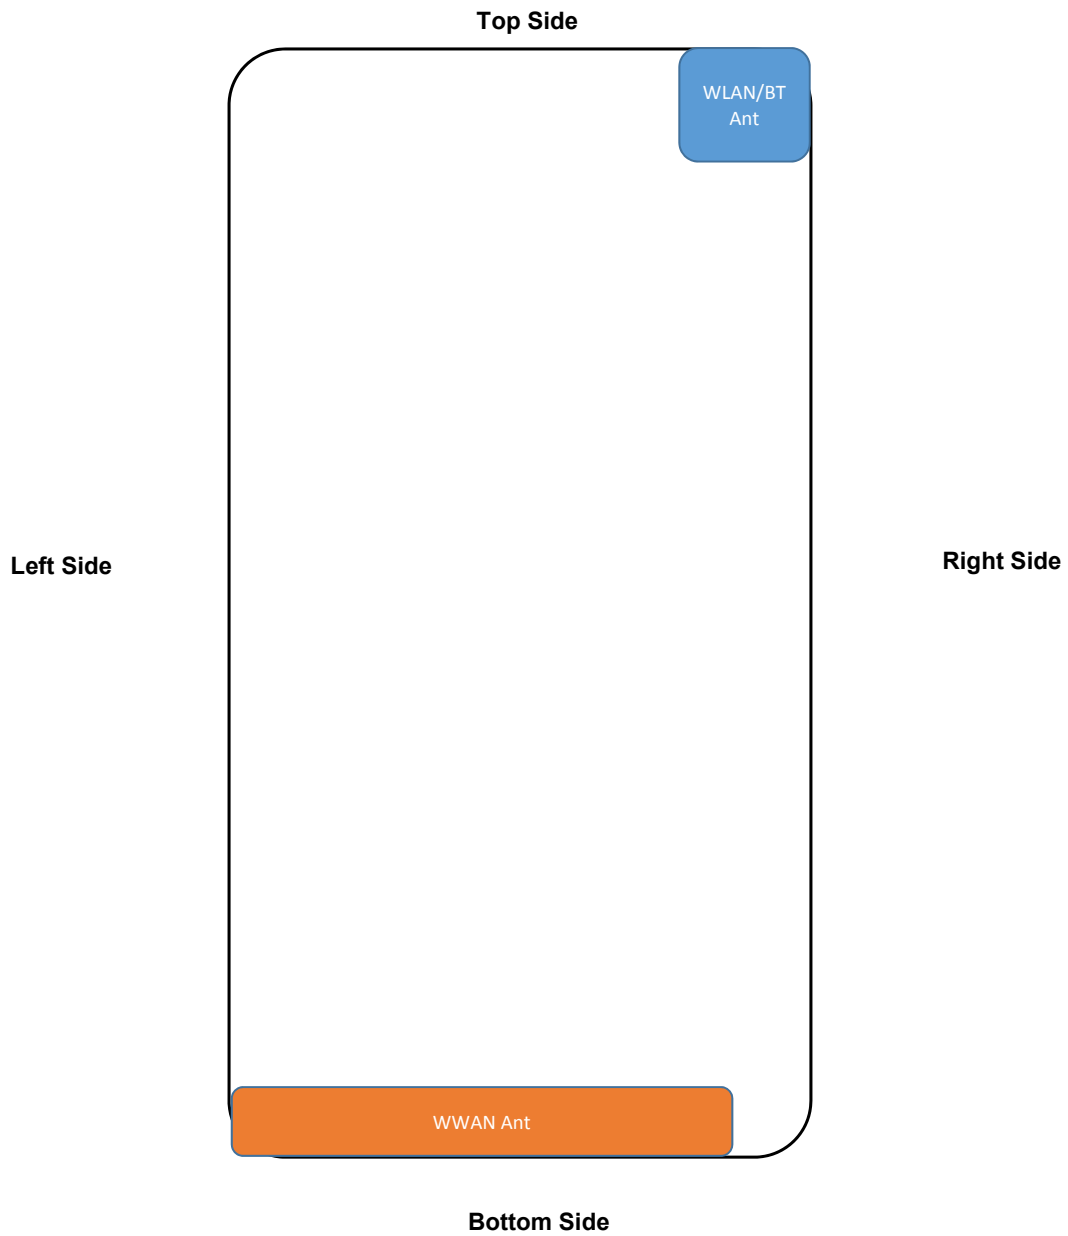 Top Side
WLAN/BT
Ant
Left Side
Right Side
WWAN Ant
Bottom Side